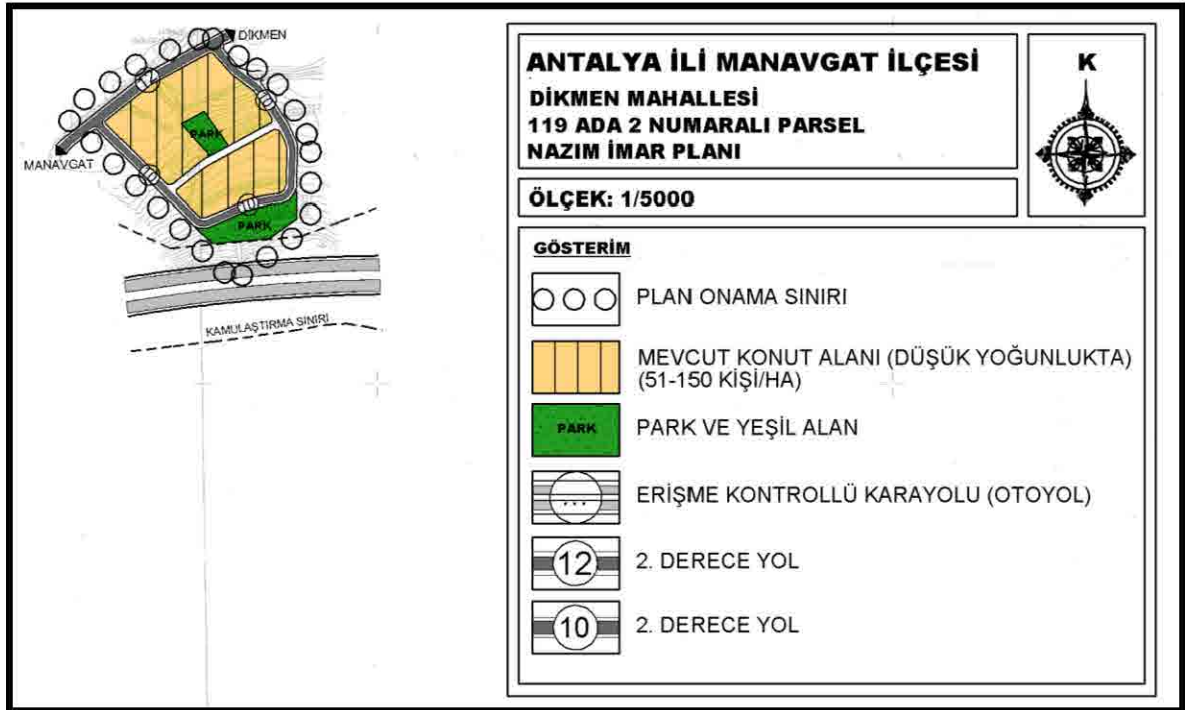 DİKMEN
PARK
MANAVGAT
PARK
KAMULAŞTIRMA SINIRI
ANTALYA İLİ MANAVGAT İLÇESİ
DİKMEN MAHALLESİ
119 ADA 2 NUMARALI PARSEL
NAZIM İMAR PLANI
K
ÖLÇEK: 1/5000
GÖSTERİM
PLAN ONAMA SINIRI
MEVCUT KONUT ALANI (DÜŞÜK YOĞUNLUKTA)
(51-150 KİŞİ/HA)
PARK PARK VE YEŞİL ALAN
... ERİŞME KONTROLLÜ KARAYOLU (OTOYOL)
12 2. DERECE YOL
10 2. DERECE YOL